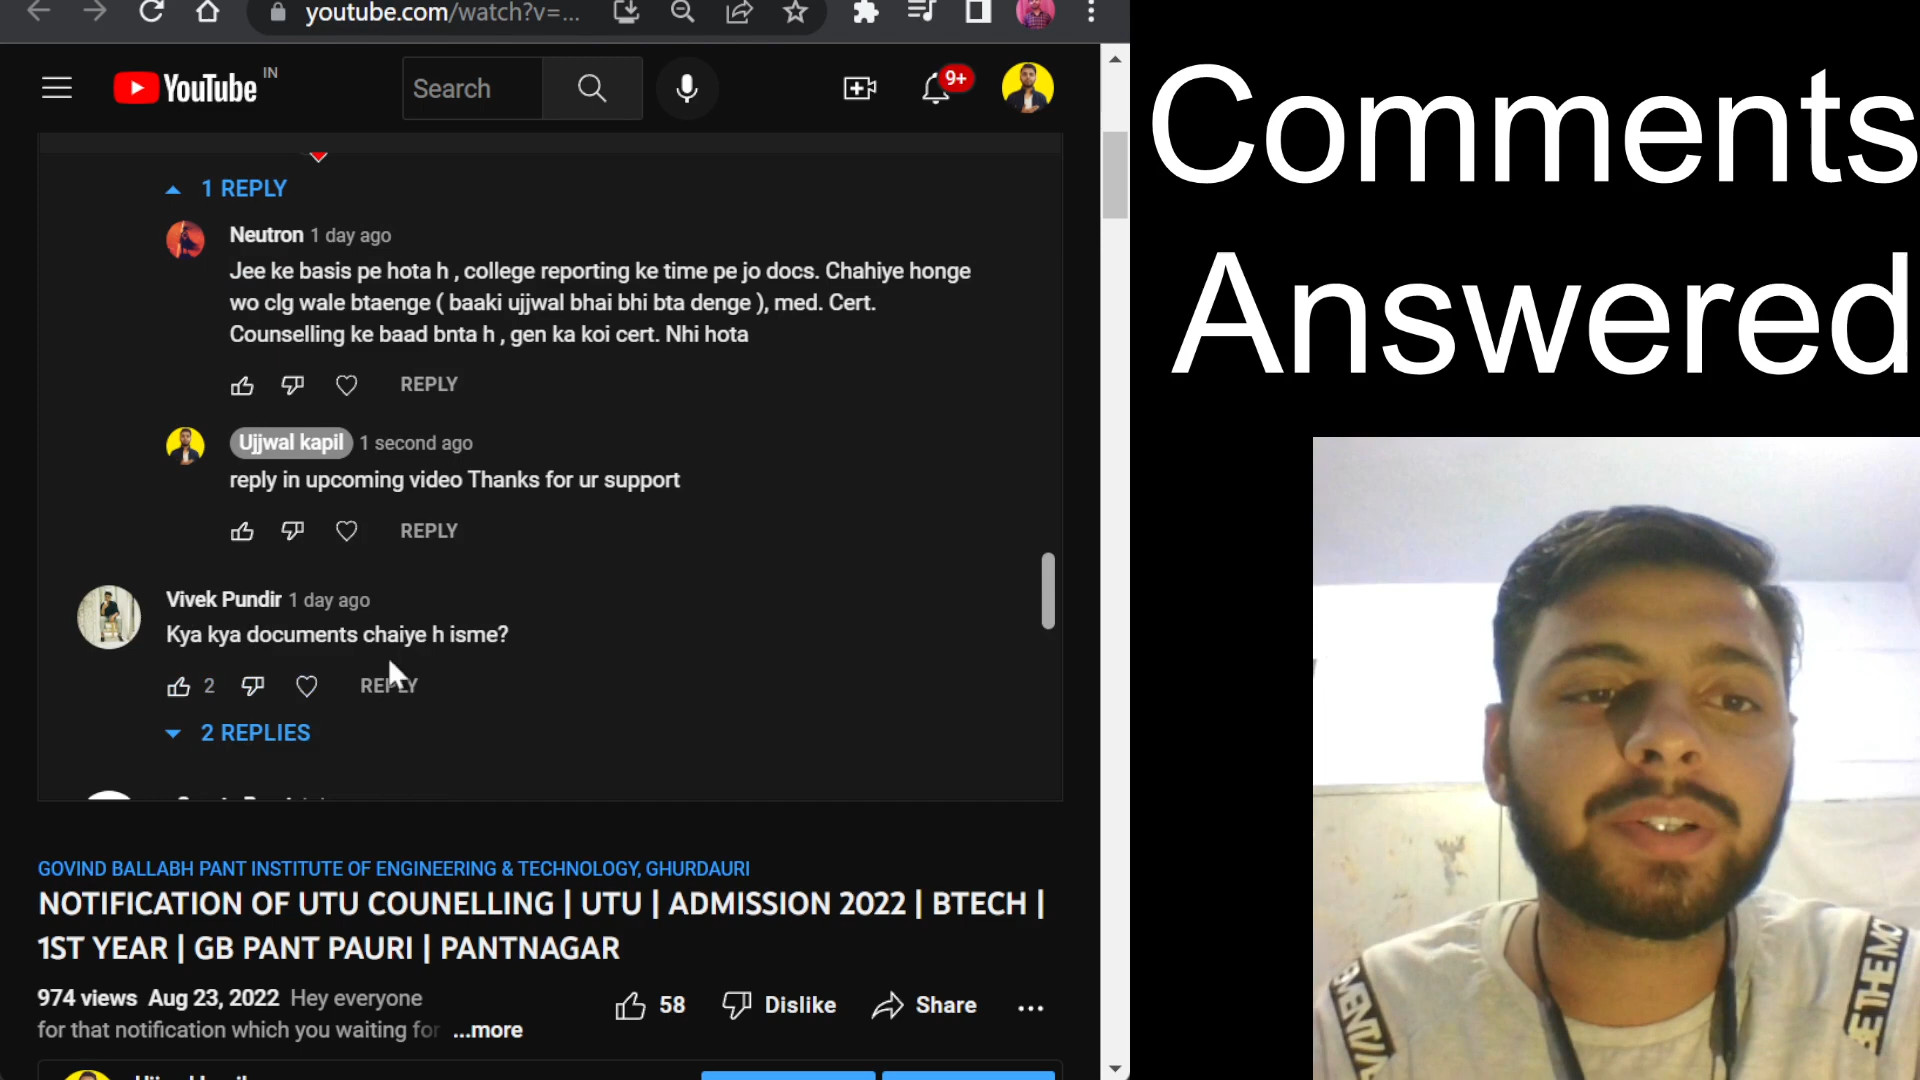 youtube.com/watch?v=...
YouTube IN
Search
9+
Comments
Answered
1 REPLY
Neutron 1 day ago
Jee ke basis pe hota h , college reporting ke time pe jo docs. Chahiye honge
wo clg wale btaenge ( baaki ujjwal bhai bhi bta denge ), med. Cert.
Counselling ke baad bnta h , gen ka koi cert. Nhi hota
REPLY
Ujjwal kapil 1 second ago
reply in upcoming video Thanks for ur support
REPLY
Vivek Pundir 1 day ago
Kya kya documents chaiye h isme?
2 REPLY
2 REPLIES
GOVIND BALLABH PANT INSTITUTE OF ENGINEERING & TECHNOLOGY, GHURDAURI
NOTIFICATION OF UTU COUNELLING | UTU | ADMISSION 2022 | BTECH |
1ST YEAR | GB PANT PAURI | PANTNAGAR
974 views Aug 23, 2022 Hey everyone
for that notification which you waiting for ...more
58 Dislike Share